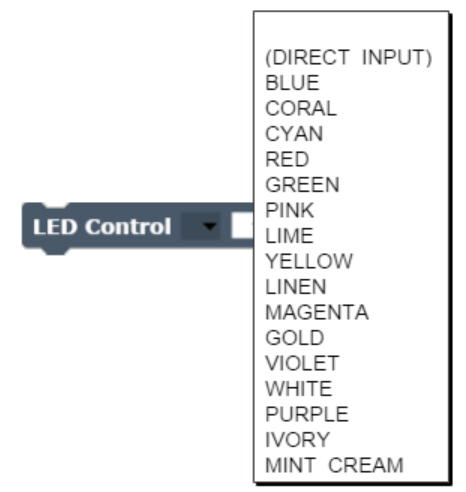 (DIRECT INPUT)
BLUE
CORAL
CYAN
RED
GREEN
PINK
LED Control
LIME
YELLOW
LINEN
MAGENTA
GOLD
VIOLET
WHITE
PURPLE
IVORY
MINT CREAM